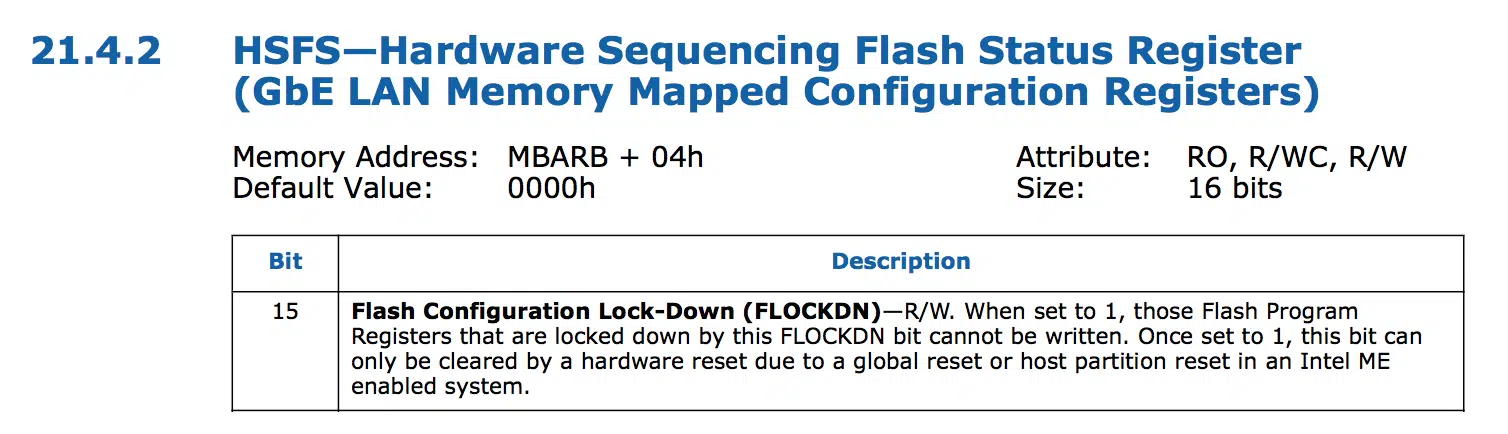 21.4.2 HSFS—Hardware Sequencing Flash Status Register
(GbE LAN Memory Mapped Configuration Registers)
Memory Address: MBARB + 04h Attribute: RO, R/WC, R/W
Default Value: 0000h Size: 16 bits
Bit Description
15 Flash Configuration Lock-Down (FLOCKDN)—R/W. When set to 1, those Flash Program
Registers that are locked down by this FLOCKDN bit cannot be written. Once set to 1, this bit can
only be cleared by a hardware reset due to a global reset or host partition reset in an Intel ME
enabled system.